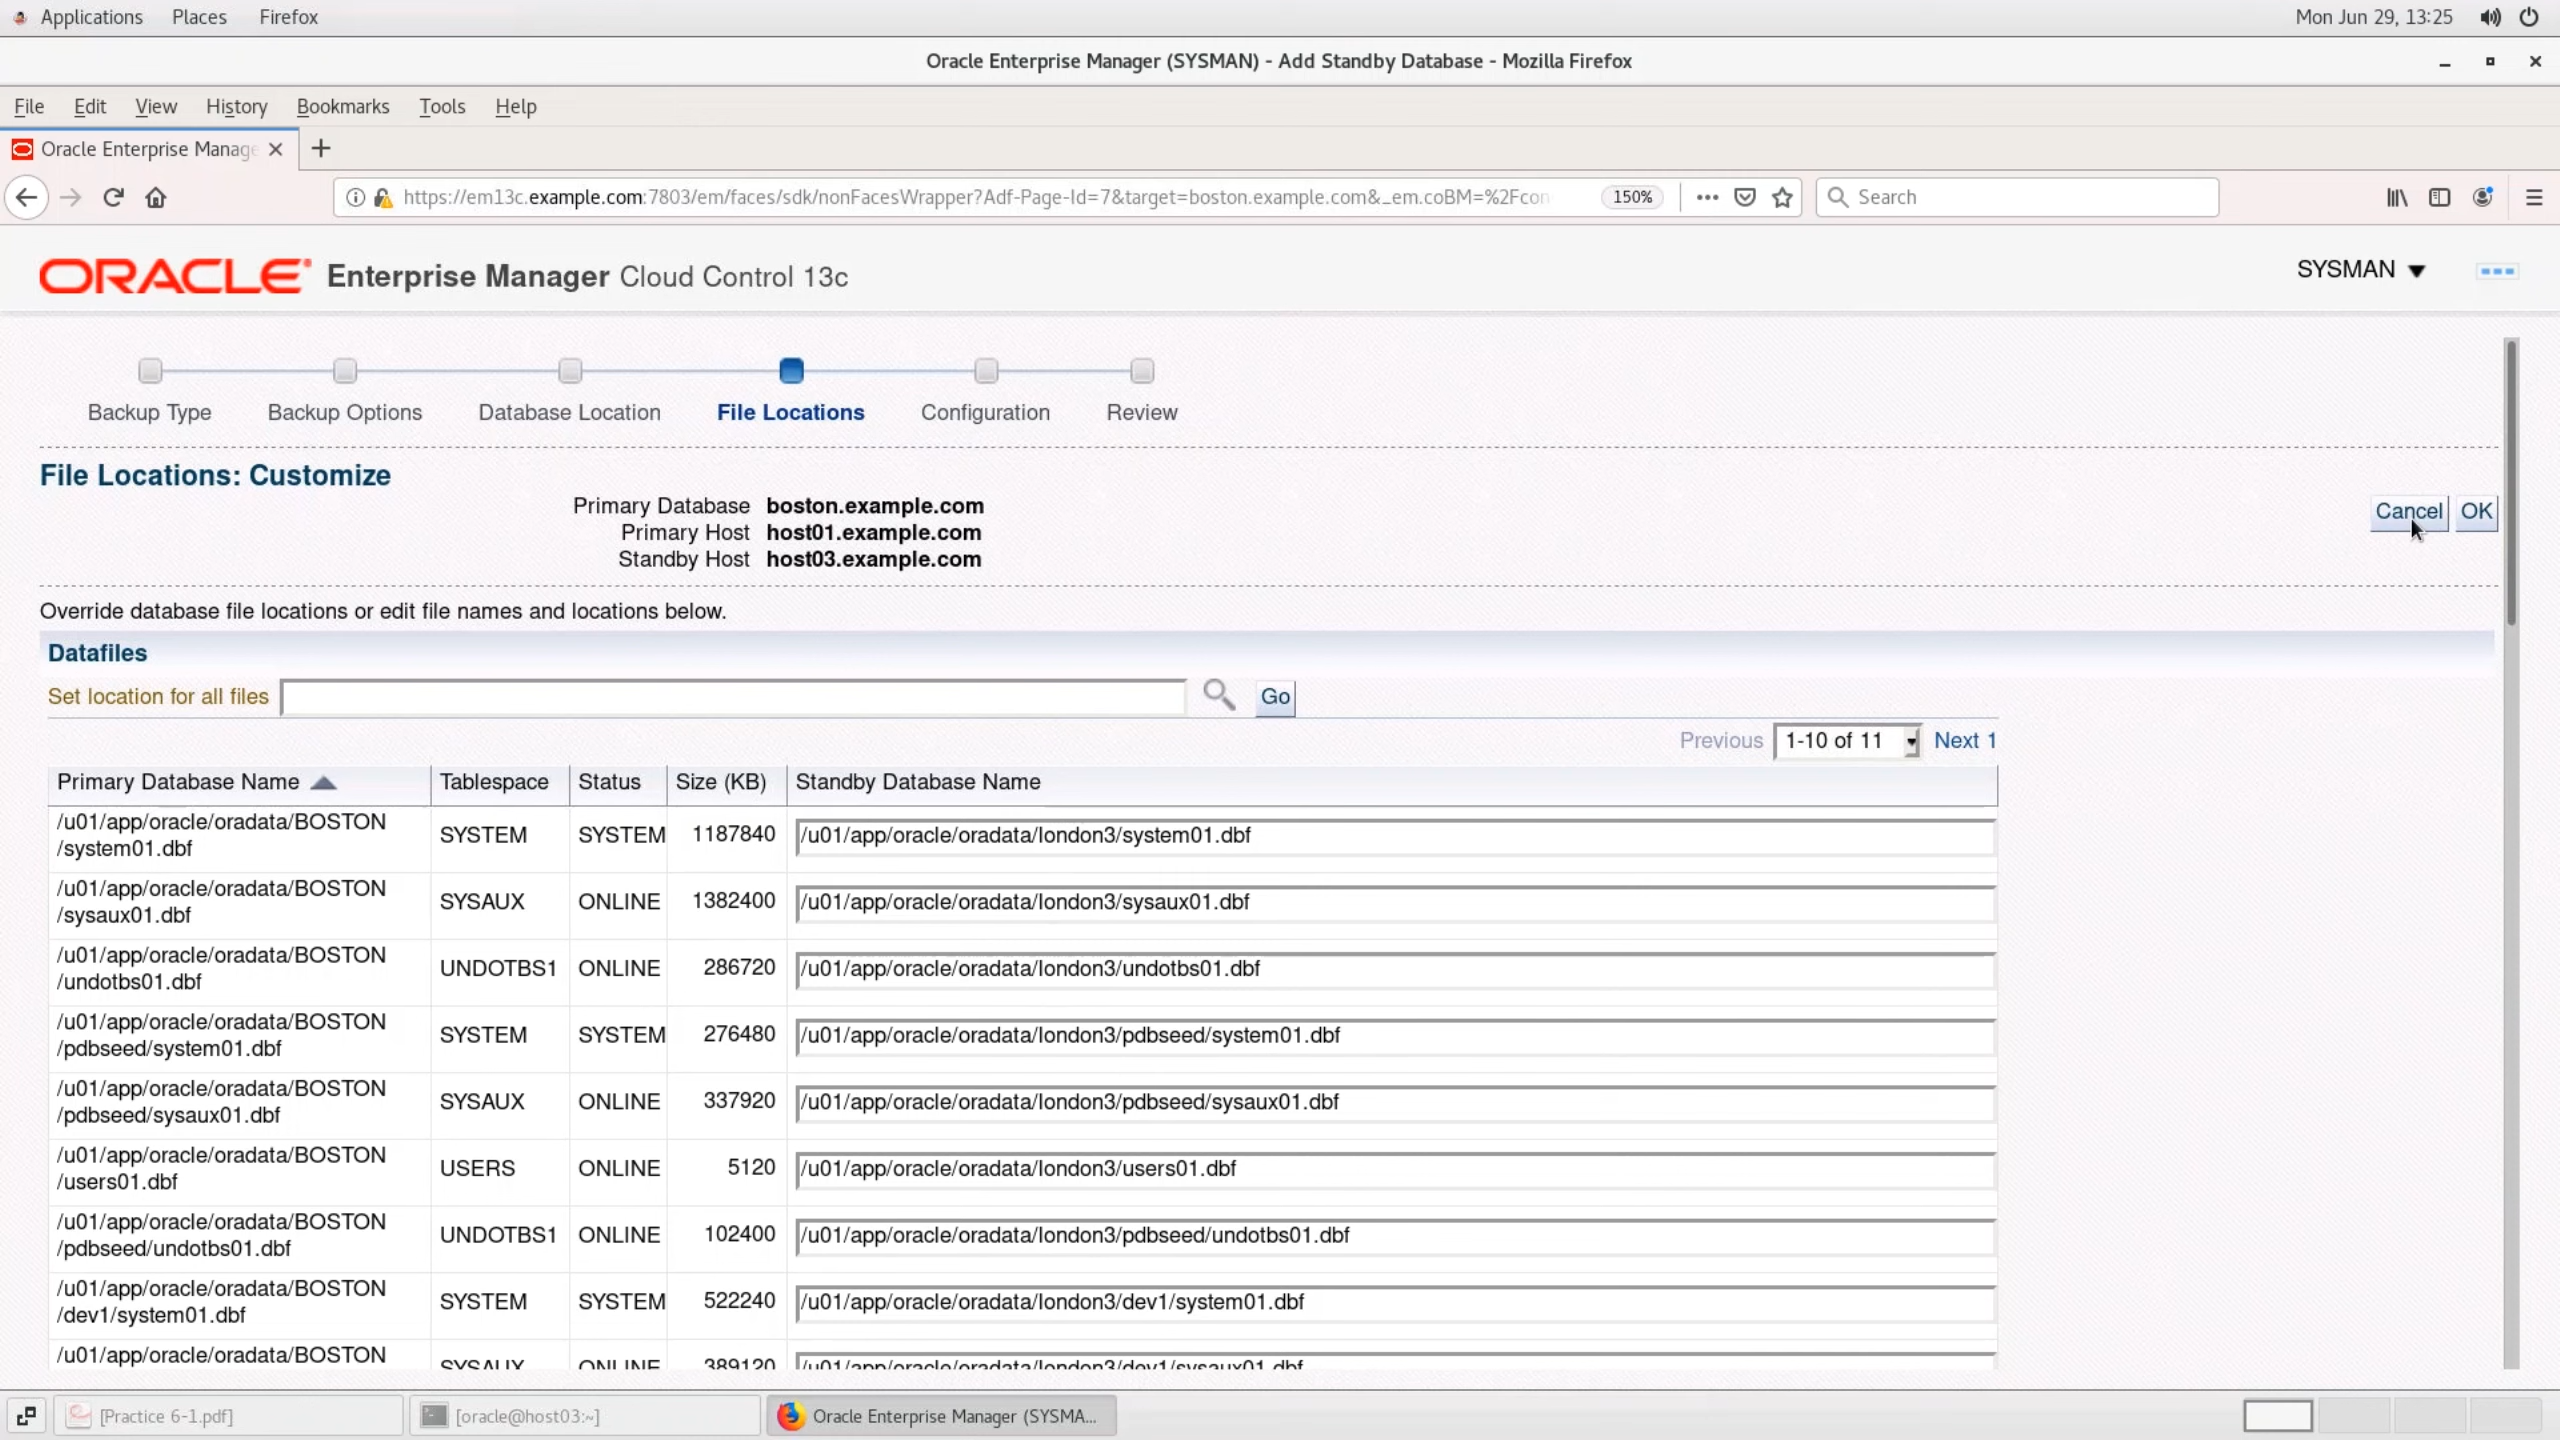 Applications Places Firefox Mon Jun 29, 13:25
Oracle Enterprise Manager (SYSMAN) - Add Standby Database - Mozilla Firefox
File Edit View History Bookmarks Tools Help
Oracle Enterprise Manage
https://em13c.example.com:7803/em/faces/sdk/nonFacesWrapper?Adf-Page-Id=7&target=boston.example.com&_em.coBM=%2Fcon 150% Search
ORACLE Enterprise Manager Cloud Control 13c SYSMAN
Backup Type Backup Options Database Location File Locations Configuration Review
File Locations: Customize
Primary Database boston.example.com
Primary Host host01.example.com
Standby Host host03.example.com
Cancel OK
Override database file locations or edit file names and locations below.
Datafiles
Set location for all files Go
Previous 1-10 of 11 Next 1
Primary Database Name Tablespace Status Size (KB) Standby Database Name
/u01/app/oracle/oradata/BOSTON
/system01.dbf SYSTEM SYSTEM 1187840 /u01/app/oracle/oradata/london3/system01.dbf
/u01/app/oracle/oradata/BOSTON
/sysaux01.dbf SYSAUX ONLINE 1382400 /u01/app/oracle/oradata/london3/sysaux01.dbf
/u01/app/oracle/oradata/BOSTON
/undotbs01.dbf UNDOTBS1 ONLINE 286720 /u01/app/oracle/oradata/london3/undotbs01.dbf
/u01/app/oracle/oradata/BOSTON
/pdbseed/system01.dbf SYSTEM SYSTEM 276480 /u01/app/oracle/oradata/london3/pdbseed/system01.dbf
/u01/app/oracle/oradata/BOSTON
/pdbseed/sysaux01.dbf SYSAUX ONLINE 337920 /u01/app/oracle/oradata/london3/pdbseed/sysaux01.dbf
/u01/app/oracle/oradata/BOSTON
/users01.dbf USERS ONLINE 5120 /u01/app/oracle/oradata/london3/users01.dbf
/u01/app/oracle/oradata/BOSTON
/pdbseed/undotbs01.dbf UNDOTBS1 ONLINE 102400 /u01/app/oracle/oradata/london3/pdbseed/undotbs01.dbf
/u01/app/oracle/oradata/BOSTON
/dev1/system01.dbf SYSTEM SYSTEM 522240 /u01/app/oracle/oradata/london3/dev1/system01.dbf
/u01/app/oracle/oradata/BOSTON
SYSAUX ONLINE 389120 /u01/app/oracle/oradata/london3/dev1/sysaux01.dbf
[Practice 6-1.pdf] [oracle@host03:~] Oracle Enterprise Manager (SYSMA...